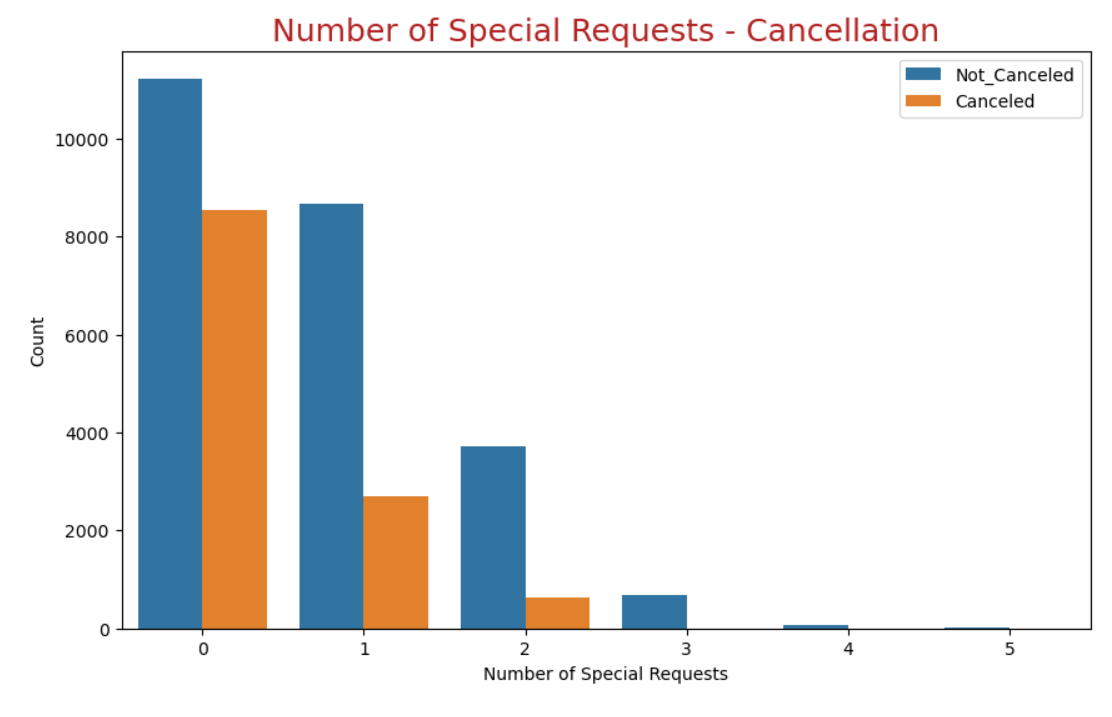 Number of Special Requests - Cancellation
Not_Canceled
Canceled
10000
8000
6000
4000
2000
0
Count
0 1 2 3 4 5
Number of Special Requests